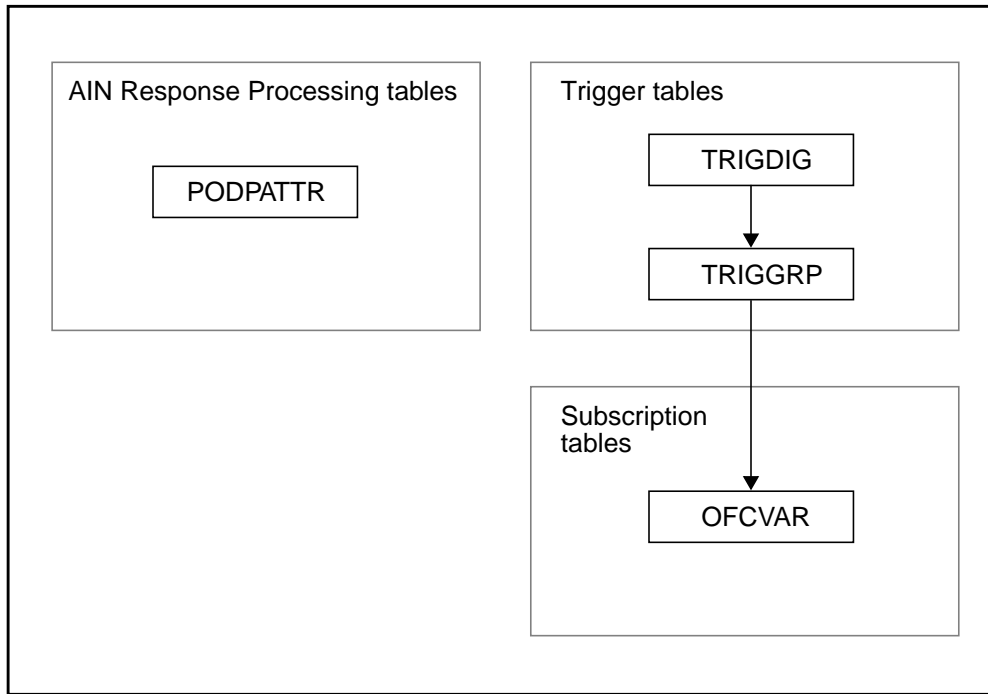 AIN Response Processing tables
PODPATTR
Trigger tables
TRIGDIG
TRIGGRP
Subscription
tables
OFCVAR